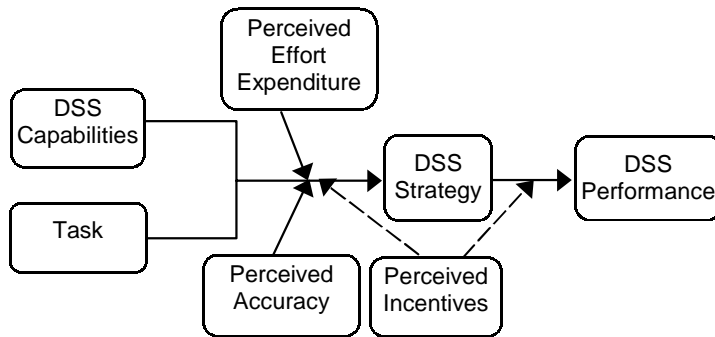 Perceived
Effort
Expenditure
DSS
Capabilities
DSS
Strategy
DSS
Performance
Task
Perceived
Accuracy
Perceived
Incentives